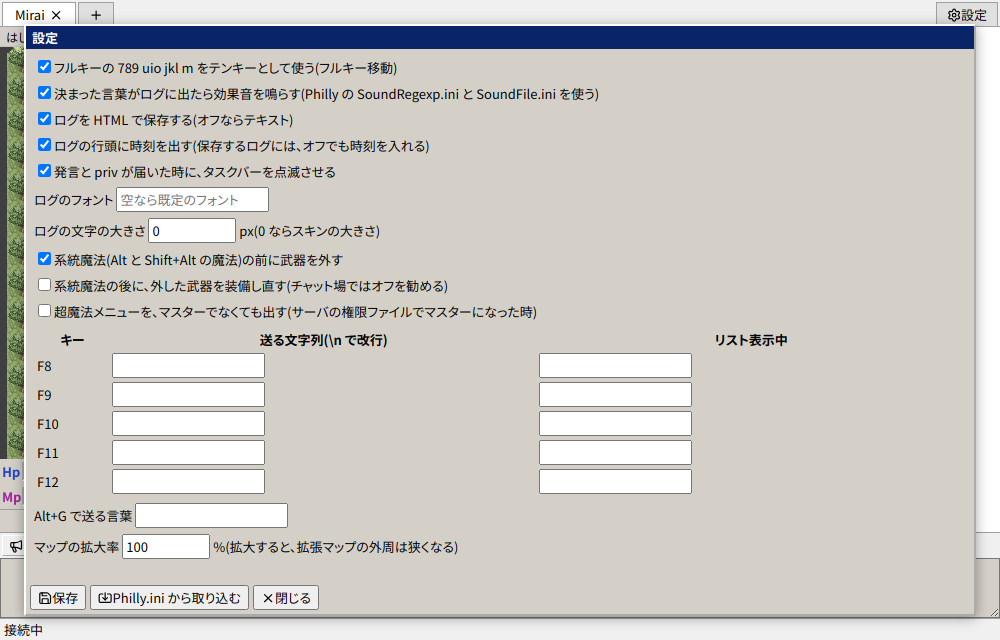 Mirai
設定
はじ
設定
フルキーの 789 uio jkl m をテンキーとして使う(フルキー移動)
決まった言葉がログに出たら効果音を鳴らす(Philly の SoundRegexp.ini と SoundFile.ini を使う)
ログを HTML で保存する(オフならテキスト)
ログの行頭に時刻を出す(保存するログには、オフでも時刻を入れる)
発言と priv が届いた時に、タスクバーを点滅させる
ログのフォント 空なら既定のフォント
ログの文字の大きさ 0 px(0 ならスキンの大きさ)
系統魔法(Alt と Shift+Alt の魔法)の前に武器を外す
系統魔法の後に、外した武器を装備し直す(チャット場ではオフを勧める)
超魔法メニューを、マスターでなくても出す(サーバの権限ファイルでマスターになった時)
キー 送る文字列(\n で改行) リスト表示中
F8
F9
F10
F11
F12
Hp
Mp
Alt+G で送る言葉
マップの拡大率 100 %(拡大すると、拡張マップの外周は狭くなる)
保存 Philly.ini から取り込む 閉じる
接続中